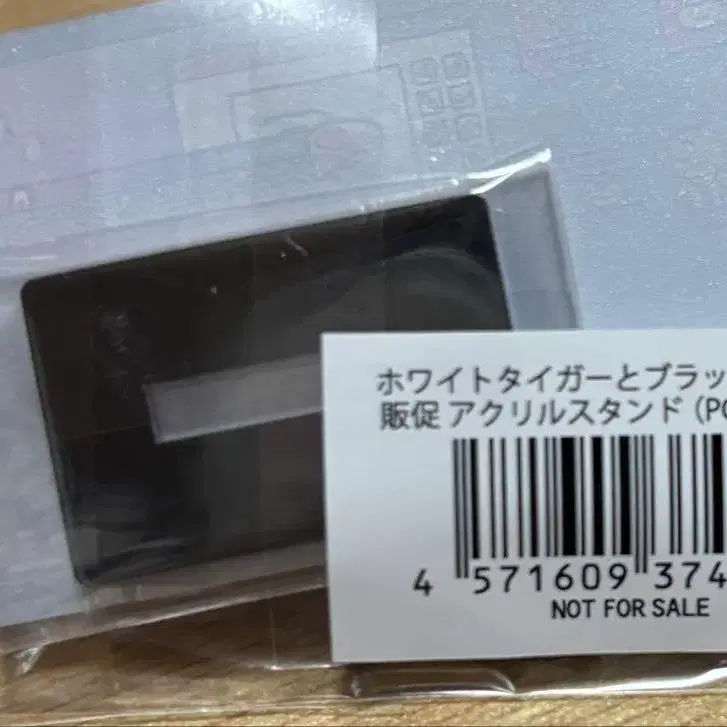 ホワイトタイガーとブラッ
販促 アクリルスタンド (PO
4 571609 374
NOT FOR SALE